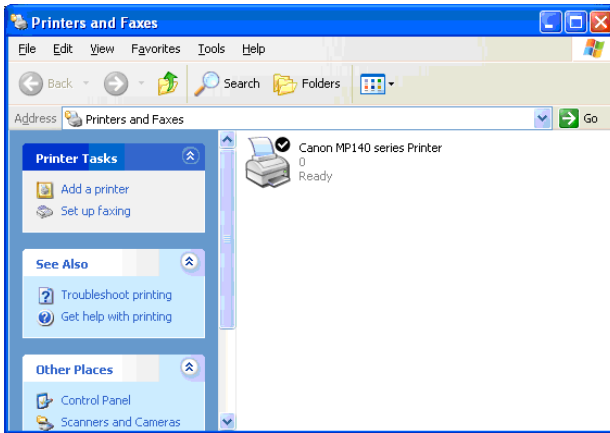 Printers and Faxes
File Edit View Favorites Tools Help
Back Search Folders
Address Printers and Faxes Go
Printer Tasks
Add a printer
Set up faxing
See Also
Troubleshoot printing
Get help with printing
Other Places
Control Panel
Scanners and Cameras
Canon MP140 series Printer
0
Ready